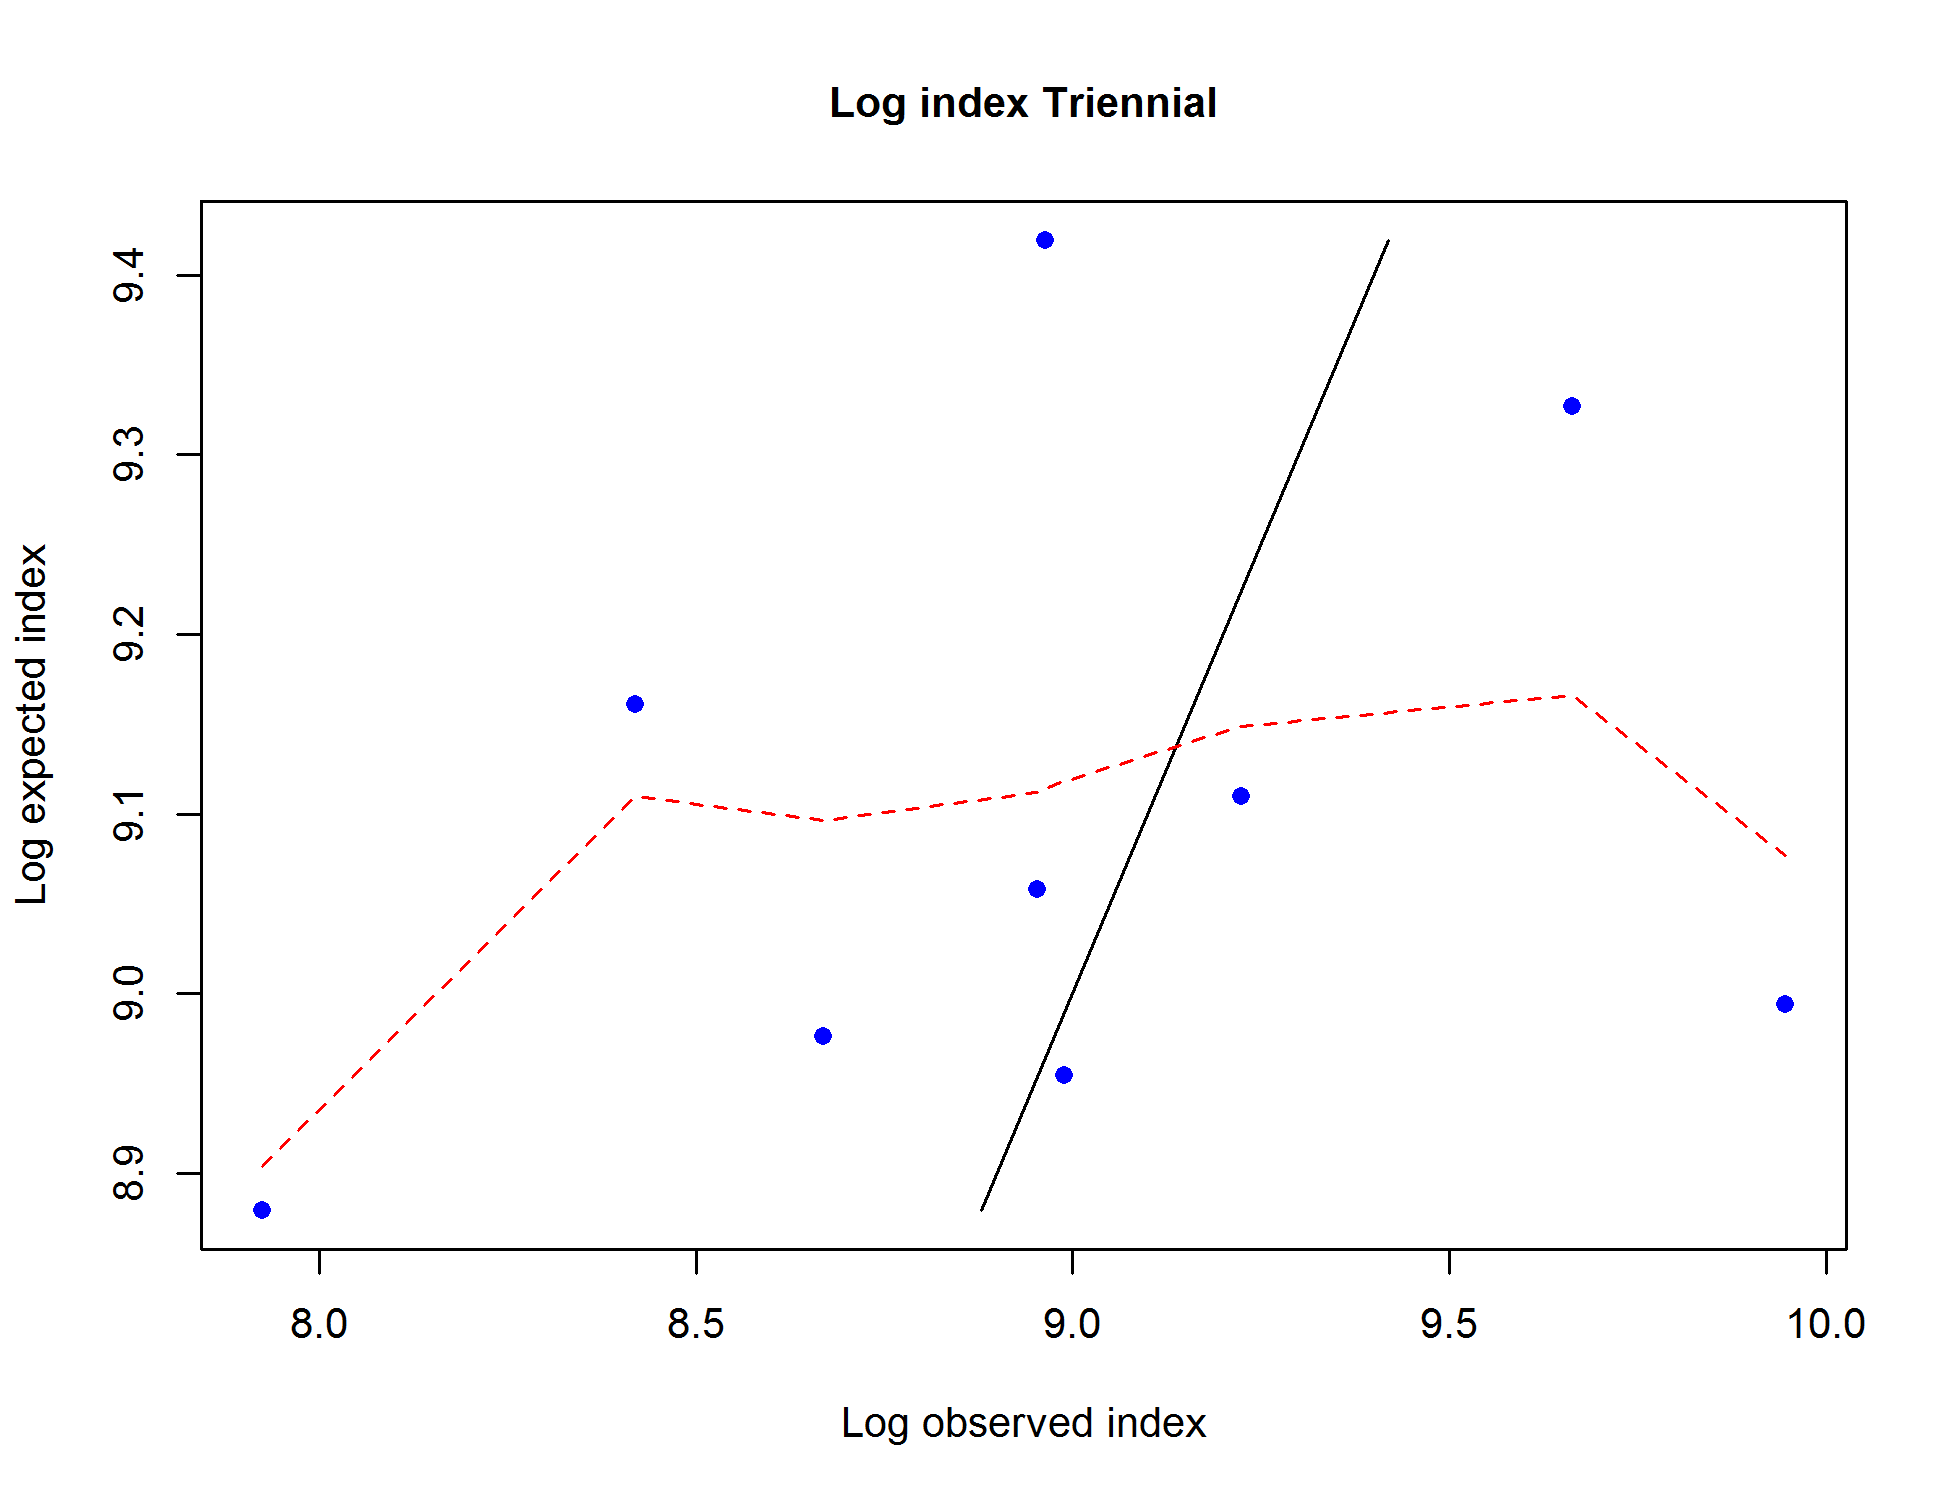 Log index Triennial
Log expected index
9.4
9.3
9.2
9.1
9.0
8.9
8.0 8.5 9.0 9.5 10.0
Log observed index